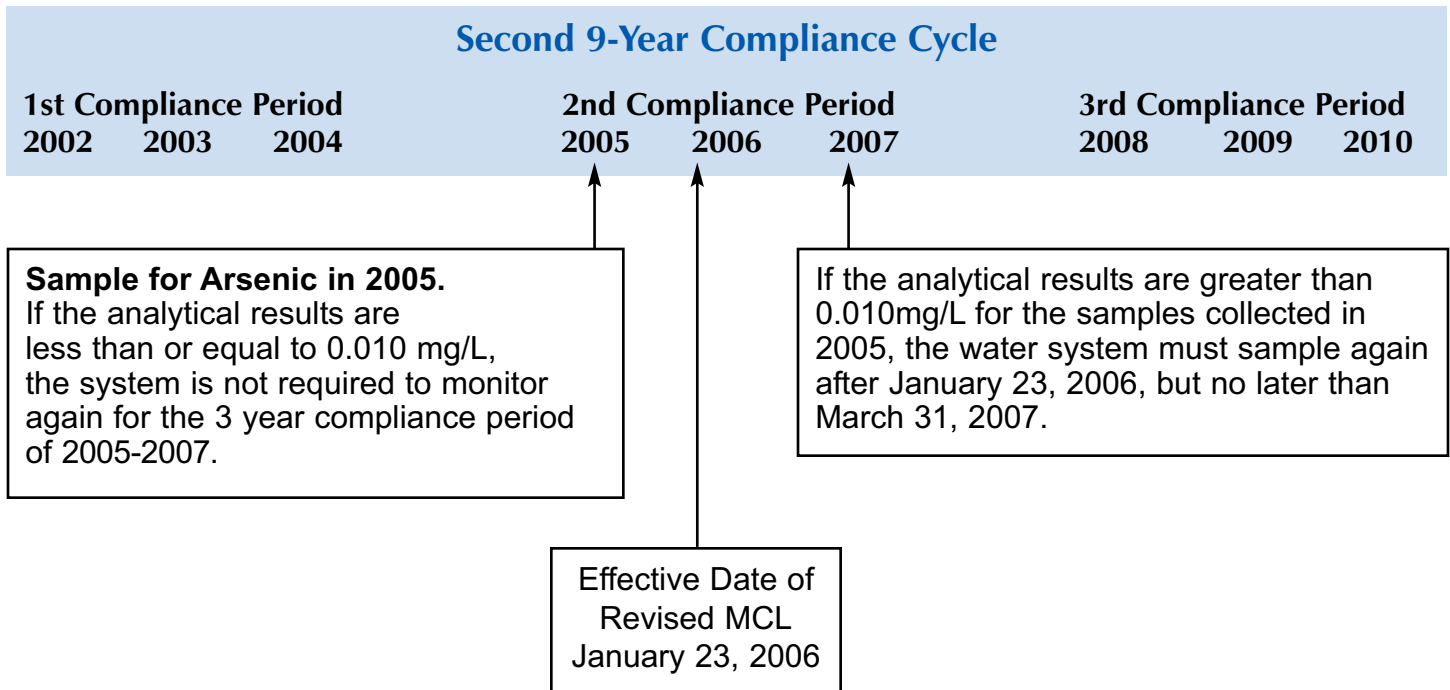 Second 9-Year Compliance Cycle
1st Compliance Period
2002 2003 2004
2nd Compliance Period
2005 2006 2007
3rd Compliance Period
2008 2009 2010
Sample for Arsenic in 2005.
If the analytical results are
less than or equal to 0.010 mg/L,
the system is not required to monitor
again for the 3 year compliance period
of 2005-2007.
If the analytical results are greater than
0.010mg/L for the samples collected in
2005, the water system must sample again
after January 23, 2006, but no later than
March 31, 2007.
Effective Date of
Revised MCL
January 23, 2006